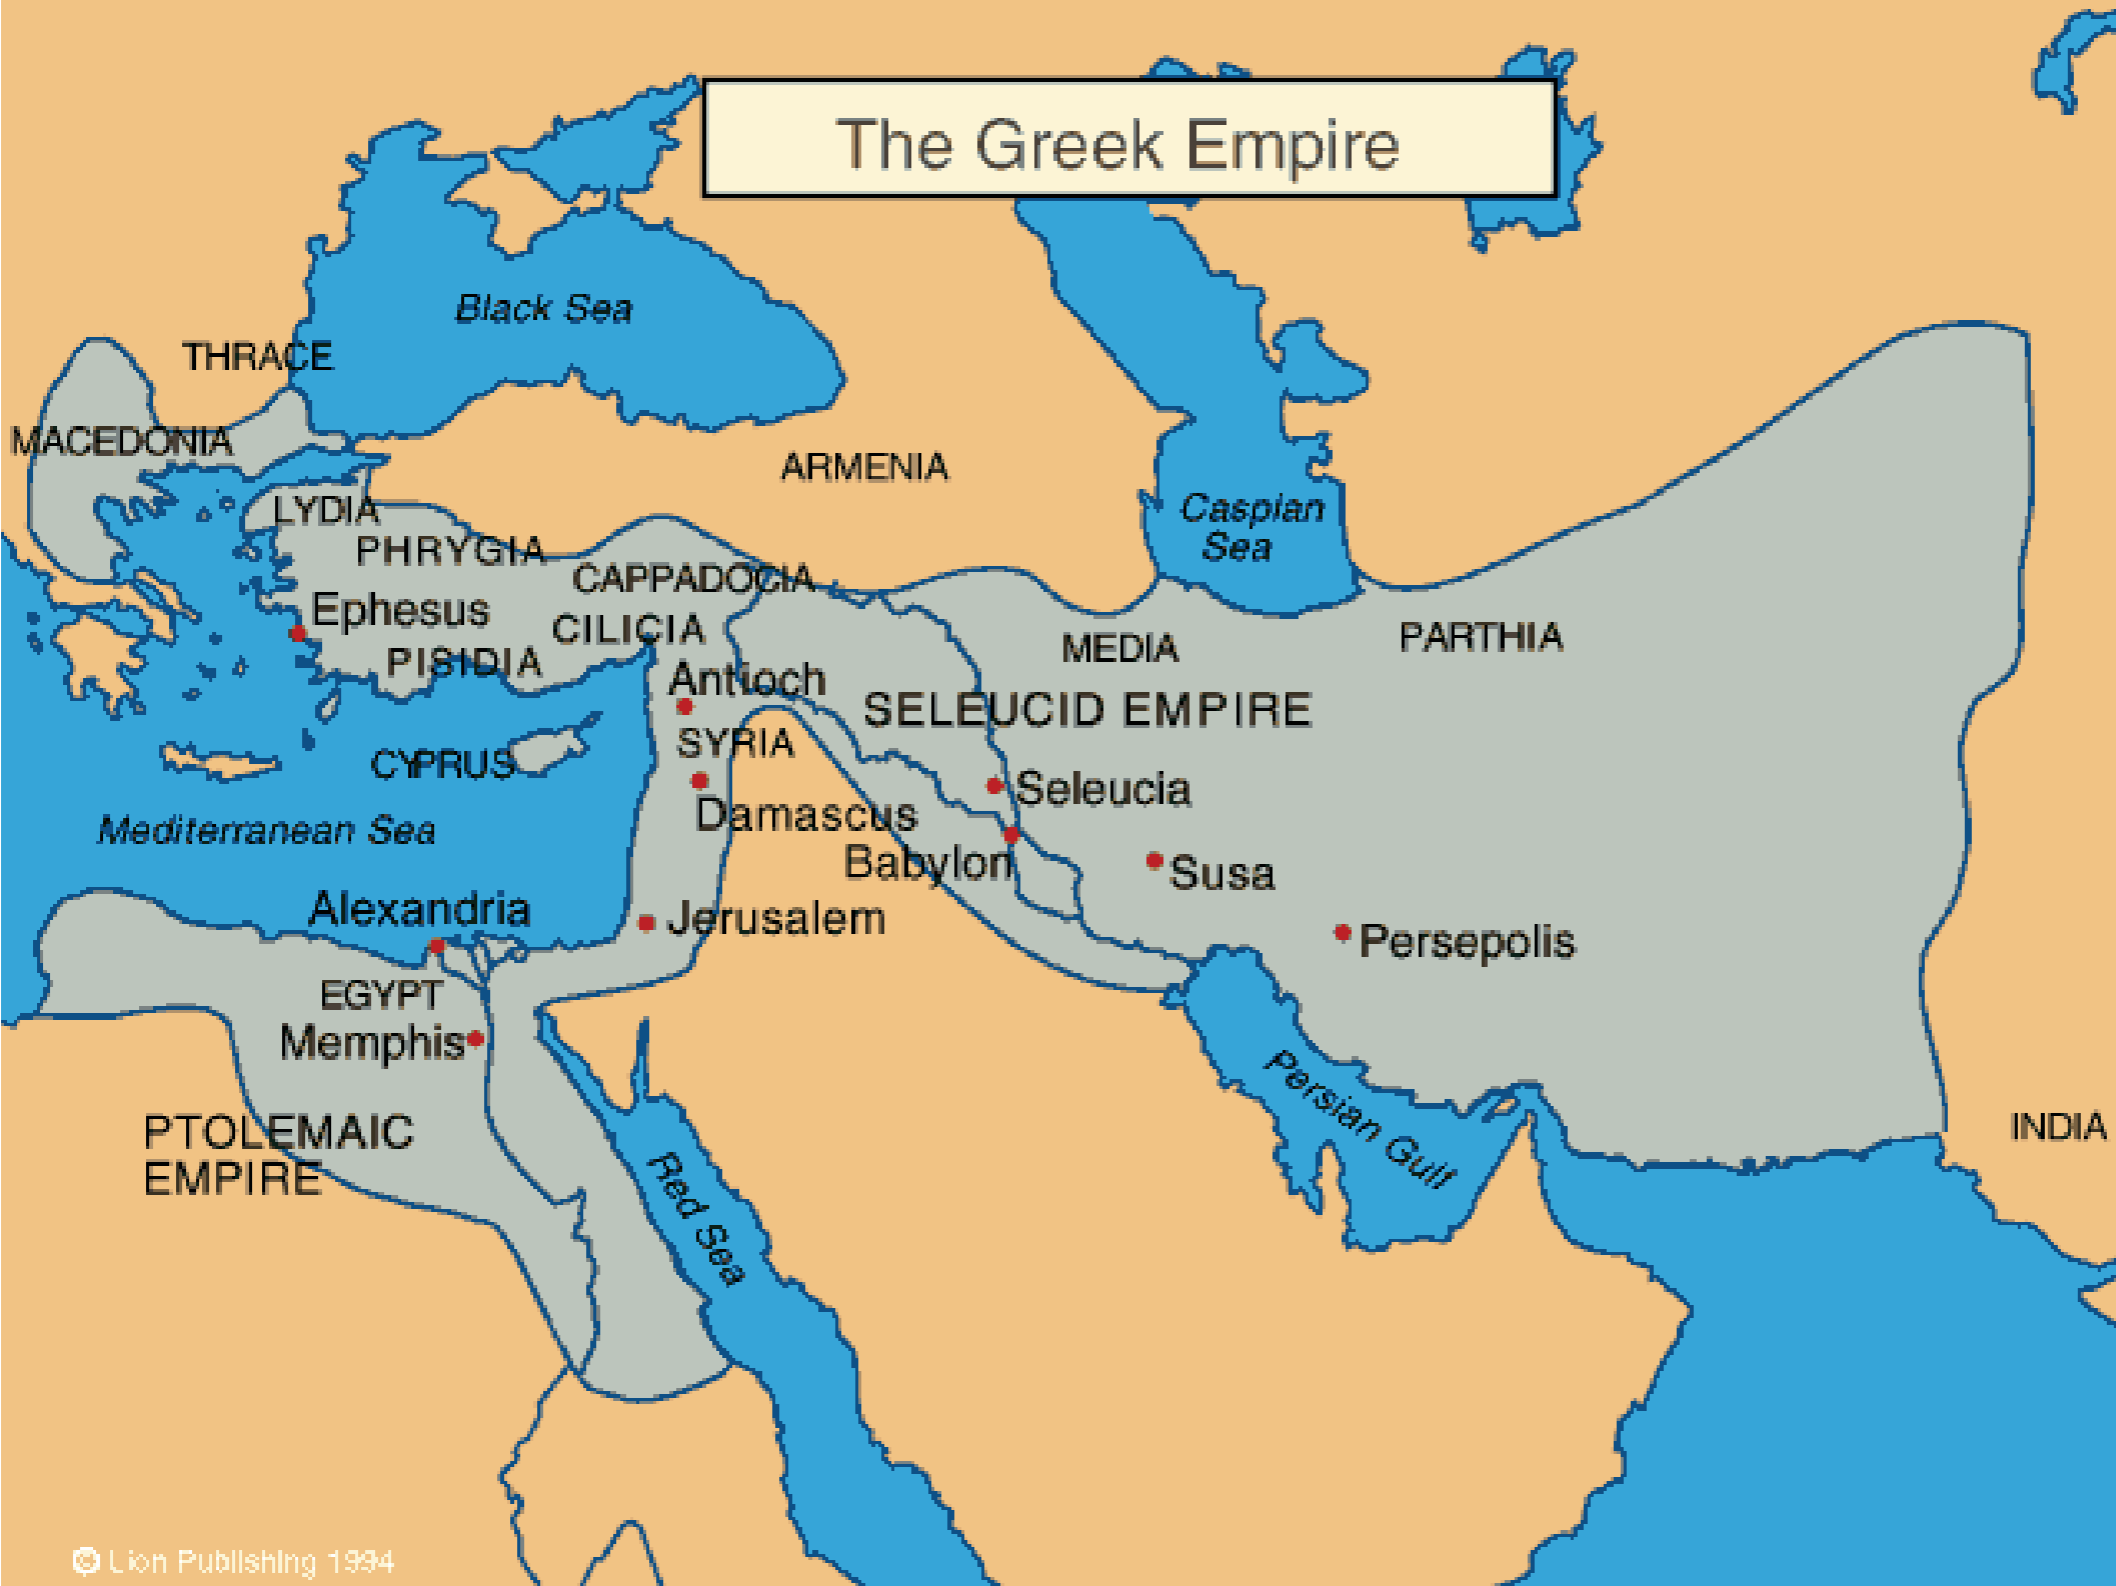 The Greek Empire
Black Sea
THRACE
MACEDONIA
ARMENIA
LYDIA
Caspian
Sea
PHRYGIA
CAPPADOCIA
Ephesus
CILICIA
MEDIA
PARTHIA
PISIDIA
Antioch
SELEUCID EMPIRE
SYRIA
CYPRUS
Seleucia
Damascus
Mediterranean Sea
Babylon
Susa
Alexandria
Jerusalem
Persepolis
EGYPT
Memphis
Persian Gulf
INDIA
PTOLEMAIC
EMPIRE
Red Sea
© Lion Publishing 1994